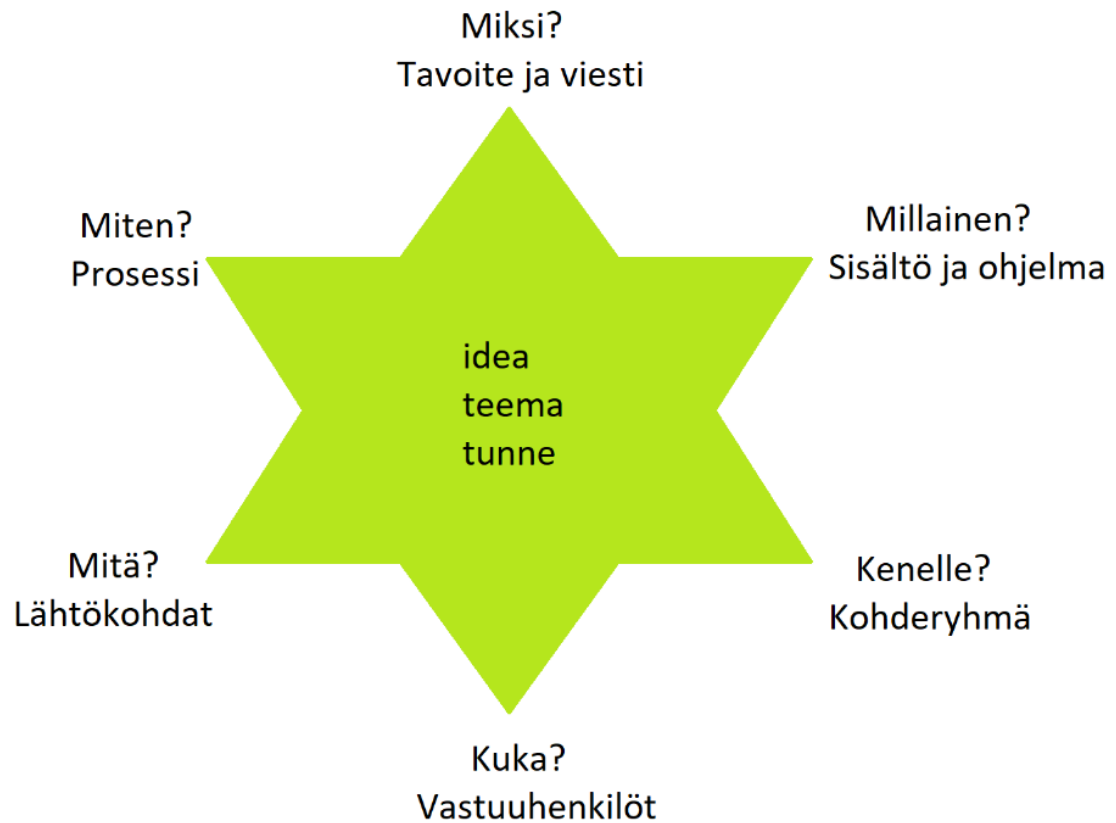 Miksi?
Tavoite ja viesti
Miten?
Prosessi
Millainen?
Sisältö ja ohjelma
idea
teema
tunne
Mitä?
Lähtökohdat
Kenelle?
Kohderyhmä
Kuka?
Vastuuhenkilöt